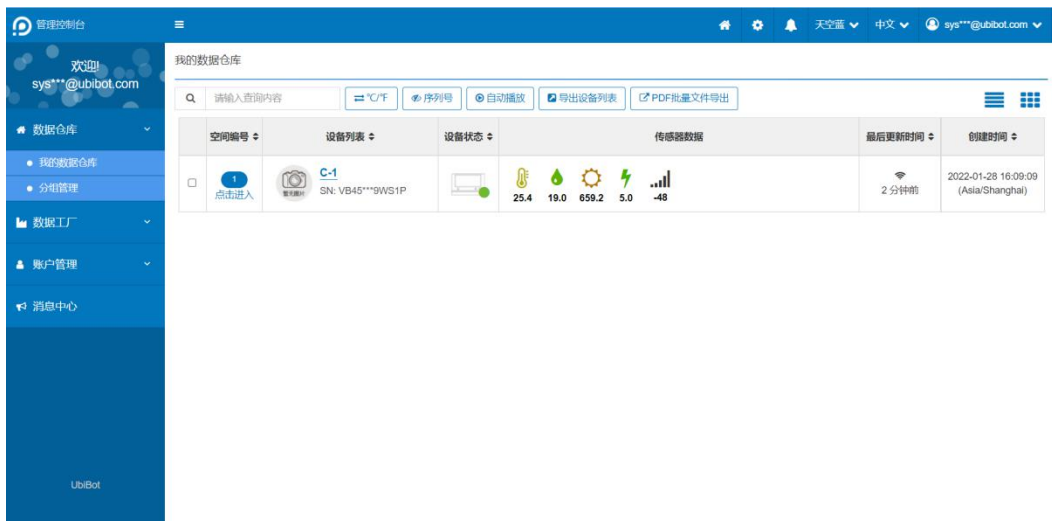 管理控制台
天空蓝
中文
sys***@ubibot.com
欢迎!
sys***@ubibot.com
数据仓库
我的数据仓库
分组管理
数据工厂
账户管理
消息中心
UbiBot
我的数据仓库
请输入查询内容
℃/℉
序列号
自动播放
导出设备列表
PDF批量文件导出
空间编号 设备列表 设备状态 传感器数据 最后更新时间 创建时间
1
点击进入
暂无图片
C-1
SN: VB45***9WS1P
25.4 19.0 659.2 5.0 -48
2 分钟前
2022-01-28 16:09:09
(Asia/Shanghai)